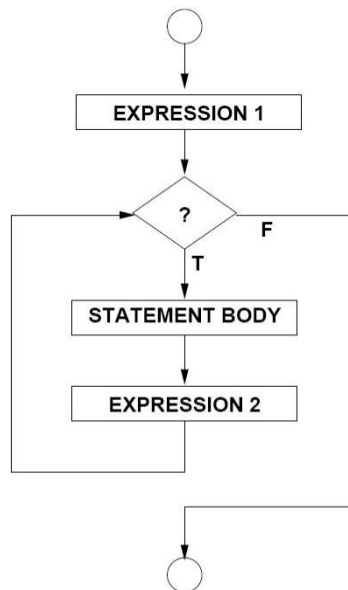 EXPRESSION 1
?
F
T
STATEMENT BODY
EXPRESSION 2